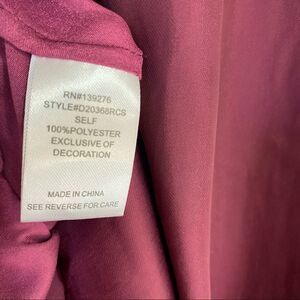 RN#139276
STYLE#D20368RCS
SELF
100%POLYESTER
EXCLUSIVE OF
DECORATION
MADE IN CHINA
SEE REVERSE FOR CARE